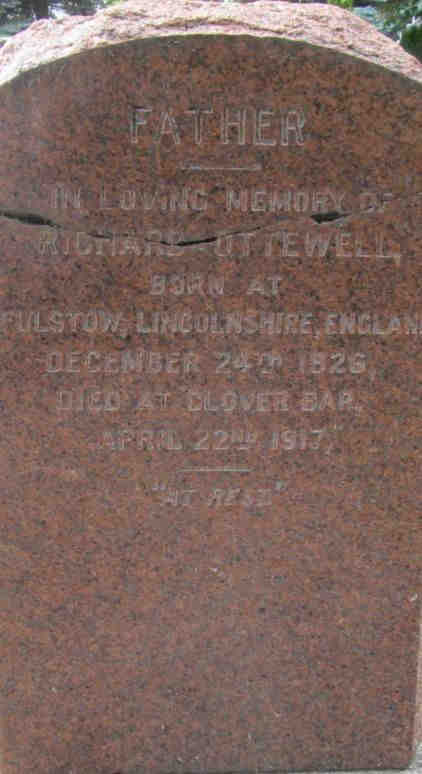 FATHER
IN LOVING MEMORY OF
RICHARD OTTEWELL,
BORN AT
FULSTOW, LINCOLNSHIRE, ENGLAND
DECEMBER 24TH 1826,
DIED AT CLOVER BAR,
APRIL 22ND 1917,
"AT REST"